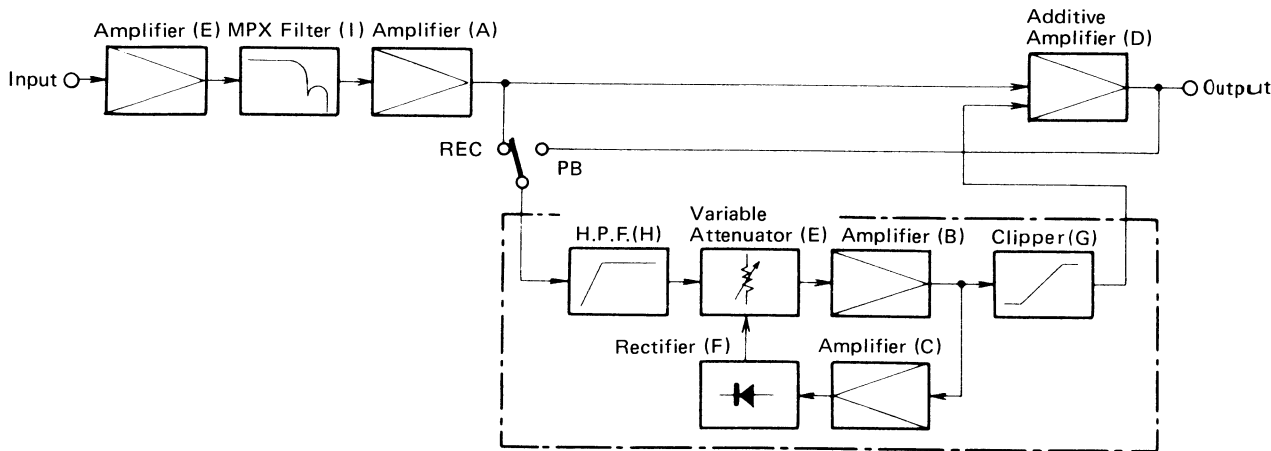 Additive
Amplifier (D)
Amplifier (E) MPX Filter (I) Amplifier (A)
Input
Output
REC
PB
Variable
Attenuator (E)
H.P.F.(H)
Amplifier (B)
Clipper (G)
Rectifier (F)
Amplifier (C)